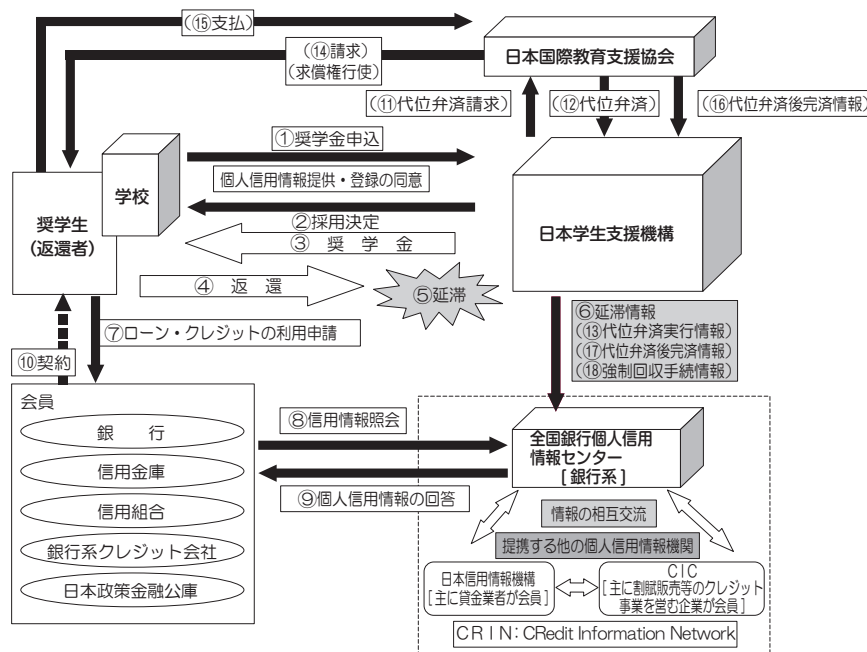 (⑮支払)
(⑭請求)
(求償権行使)
日本国際教育支援協会
(⑪代位弁済請求)
(⑫代位弁済)
(⑯代位弁済後完済情報)
①奨学金申込
個人信用情報提供・登録の同意
学校
奨学生
(返還者)
②採用決定
③ 奨 学 金
④ 返 還
⑤延滞
日本学生支援機構
⑥延滞情報
(⑬代位弁済実行情報)
(⑰代位弁済後完済情報)
(⑱強制回収手続情報)
⑦ローン・クレジットの利用申請
⑩契約
会員
銀 行
信用金庫
信用組合
銀行系クレジット会社
日本政策金融公庫
⑧信用情報照会
⑨個人信用情報の回答
全国銀行個人信用
情報センター
[銀行系]
情報の相互交流
提携する他の個人信用情報機関
日本信用情報機構
[主に貸金業者が会員]
CIC
[主に割賦販売等のクレジット
事業を営む企業が会員]
CRIN：CRedit Information Network